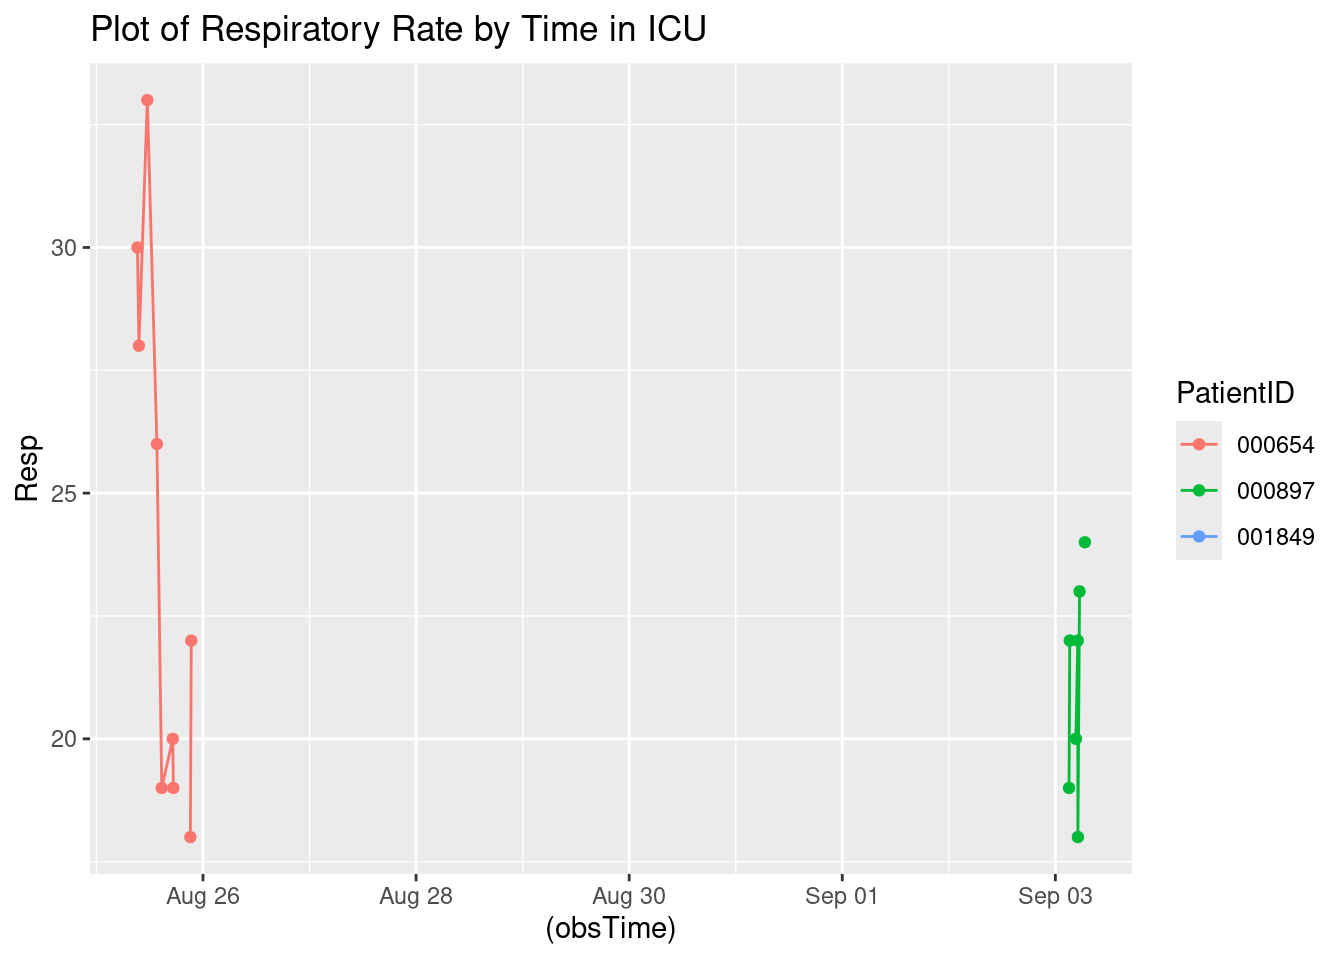 Plot of Respiratory Rate by Time in ICU
30
25
20
Resp
Aug 26
Aug 28
Aug 30
Sep 01
Sep 03
(obsTime)
PatientID
000654
000897
001849